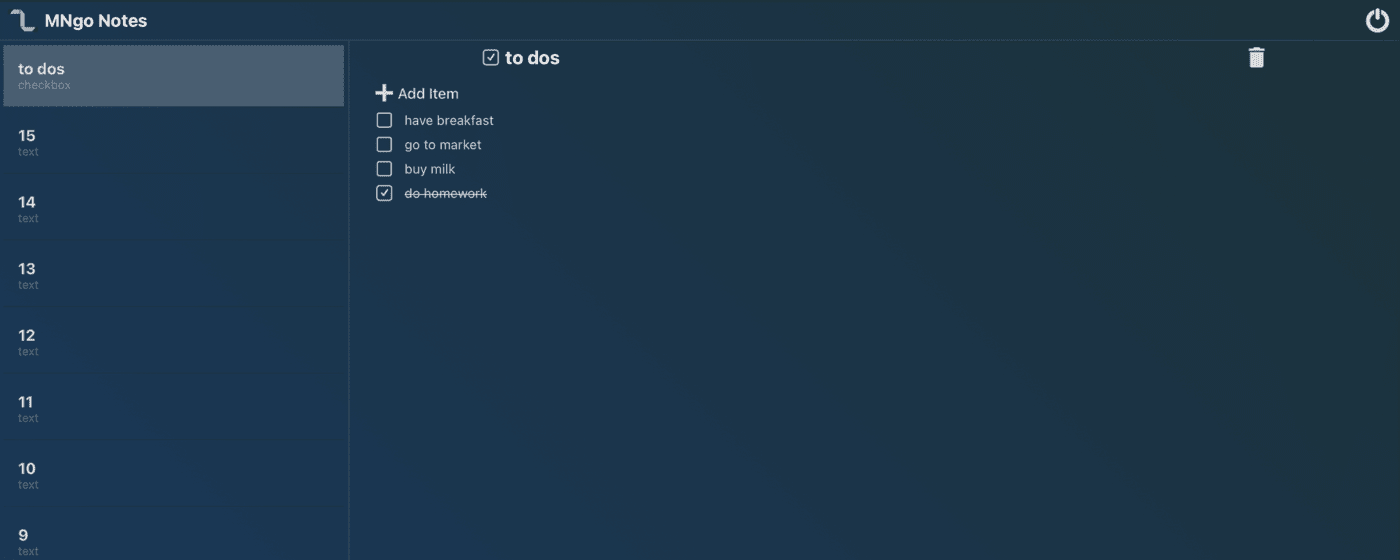 MNgo Notes
to dos
checkbox
15
text
14
text
13
text
12
text
11
text
10
text
9
text
to dos
Add Item
have breakfast
go to market
buy milk
do homework